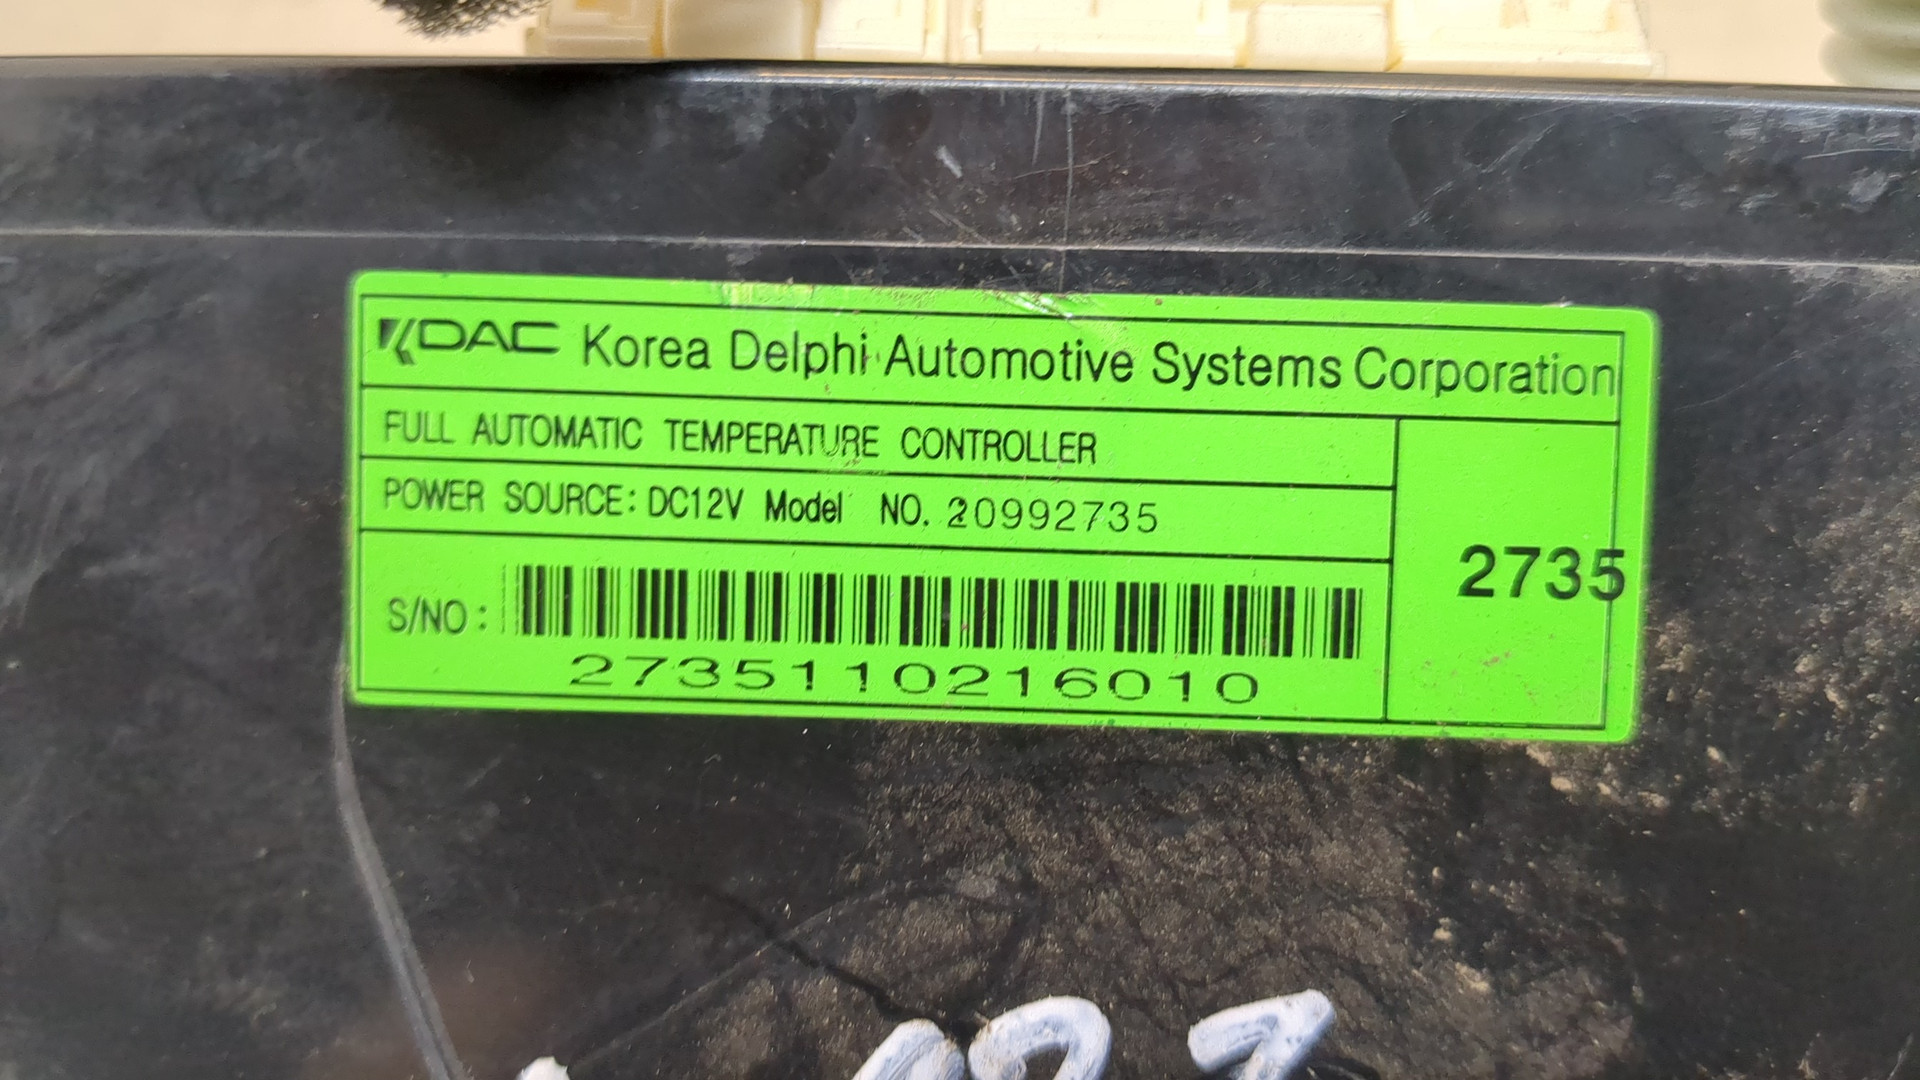 KDAC Korea Delphi Automotive Systems Corporation
FULL AUTOMATIC TEMPERATURE CONTROLLER
POWER SOURCE: DC12V Model NO. 20992735
2735
S/NO :
2735110216010